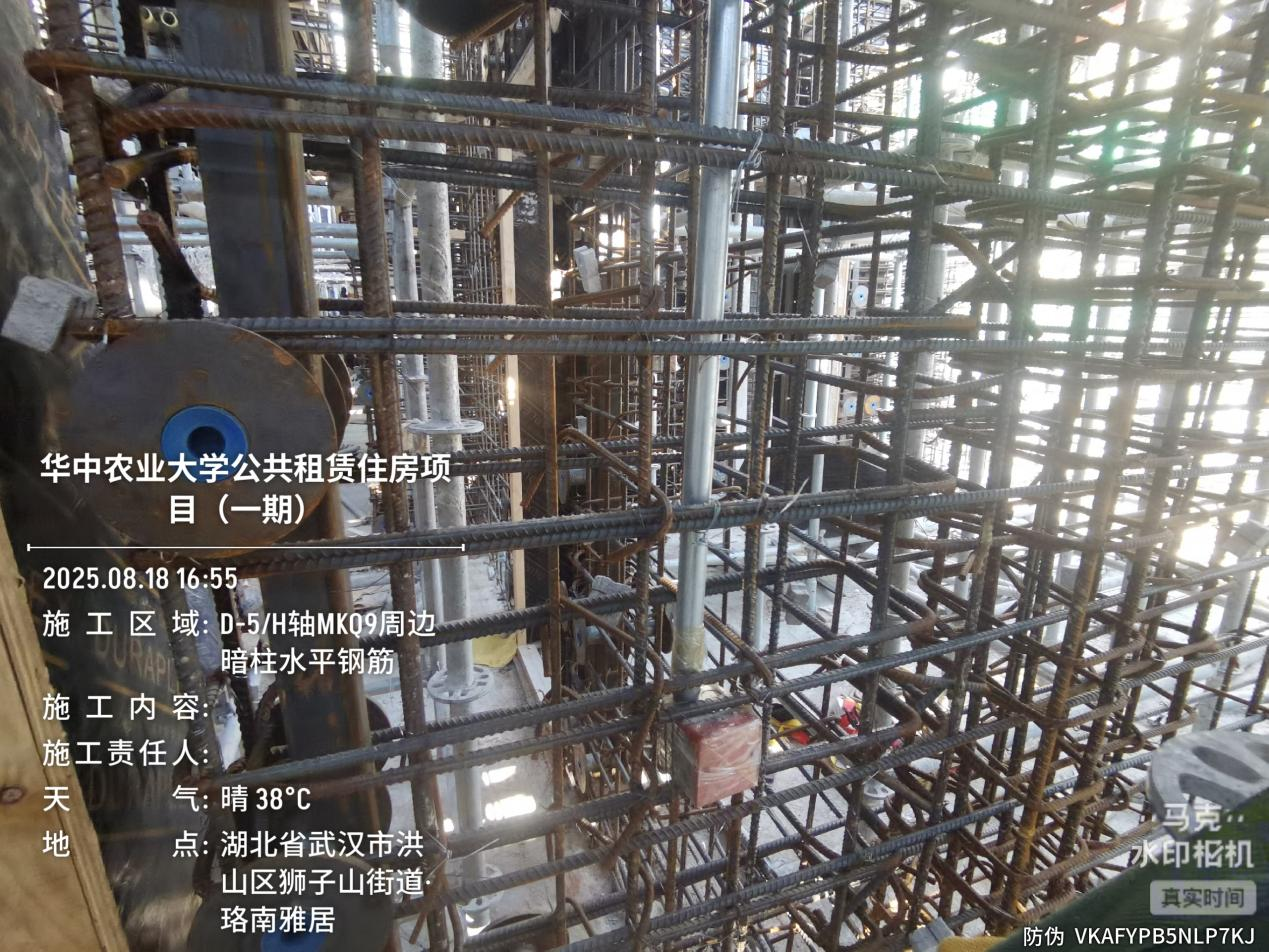 华中农业大学公共租赁住房项
目（一期）
2025.08.18 16:55
施工区域: D-5/H轴MKQ9周边
暗柱水平钢筋
施工内容:
施工责任人:
天气: 晴 38°C
地点: 湖北省武汉市洪
山区狮子山街道·
珞南雅居
马克
水印相机
真实时间
防伪 VKAFYPB5NLP7KJ